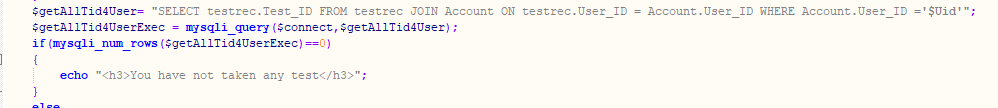 $getAllTid4User= "SELECT testrec.Test_ID FROM testrec JOIN Account ON testrec.User_ID = Account.User_ID WHERE Account.User_ID ='$Uid'";
$getAllTid4UserExec = mysqli_query($connect,$getAllTid4User);
if(mysqli_num_rows($getAllTid4UserExec)==0)
{
echo "<h3>You have not taken any test</h3>";
}
else